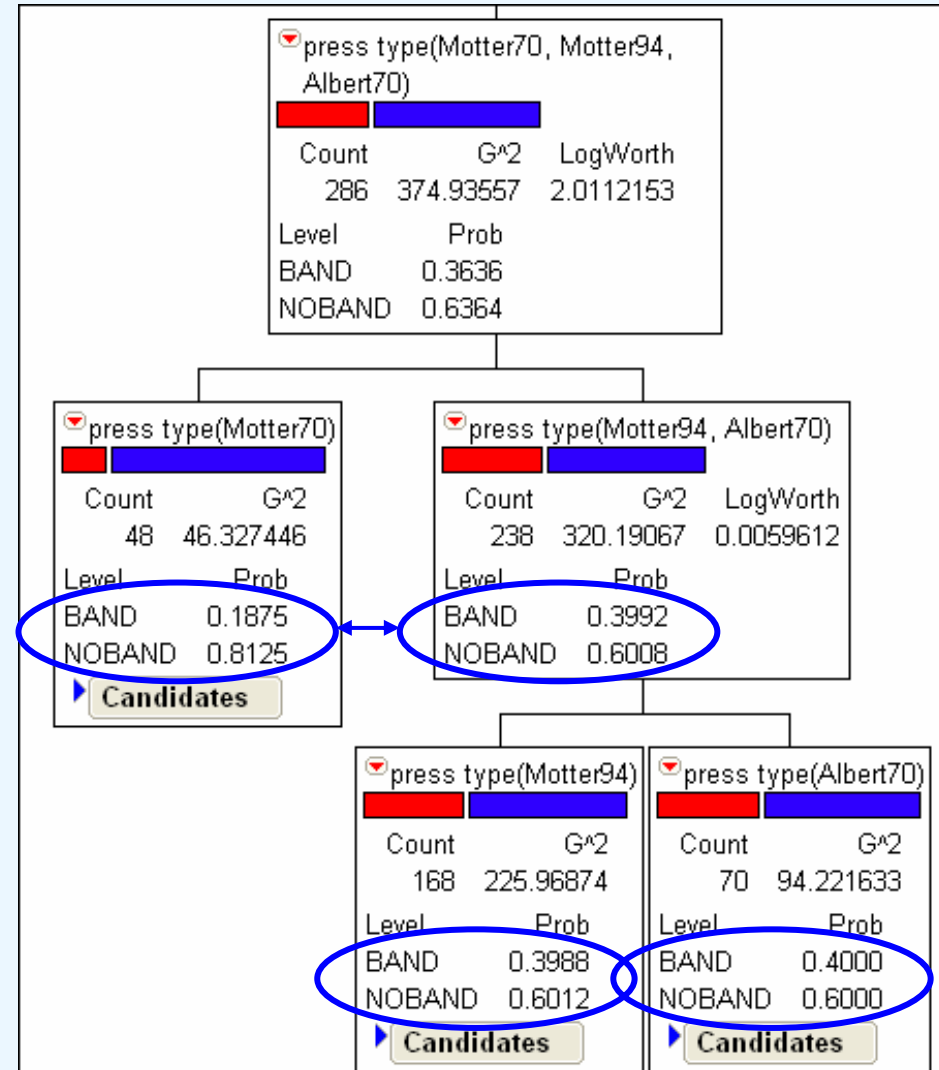 press type(Motter70, Motter94,
Albert70)
Count G^2 LogWorth
286 374.93557 2.0112153
Level Prob
BAND 0.3636
NOBAND 0.6364
press type(Motter70)
Count G^2
48 46.327446
Level Prob
BAND 0.1875
NOBAND 0.8125
Candidates
press type(Motter94, Albert70)
Count G^2 LogWorth
238 320.19067 0.0059612
Level Prob
BAND 0.3992
NOBAND 0.6008
press type(Motter94)
Count G^2
168 225.96874
Level Prob
BAND 0.3988
NOBAND 0.6012
Candidates
press type(Albert70)
Count G^2
70 94.221633
Level Prob
BAND 0.4000
NOBAND 0.6000
Candidates